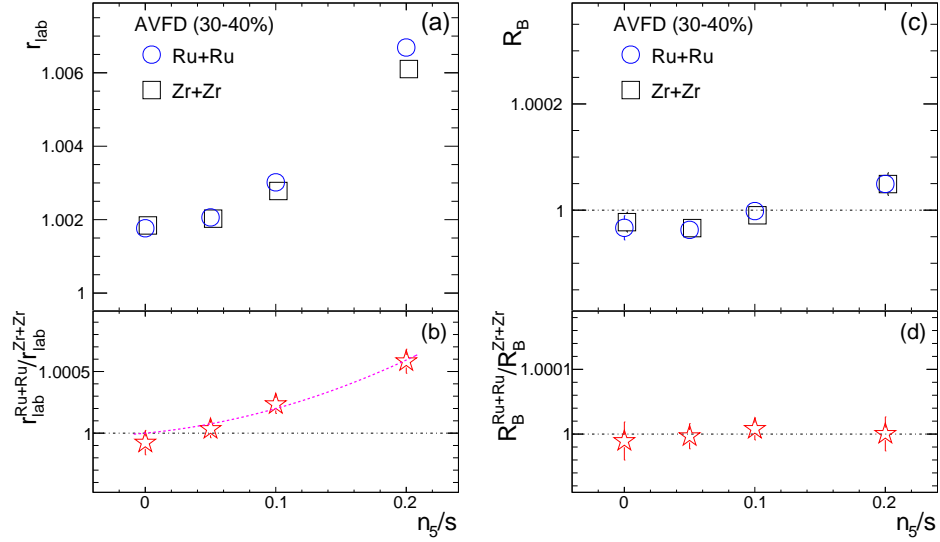 (a)
AVFD (30-40%)
Ru+Ru
Zr+Zr
r_lab
1.006
1.004
1.002
1
(b)
r_lab^Ru+Ru/r_lab^Zr+Zr
1.0005
1
0 0.1 0.2
n_5/s
(c)
AVFD (30-40%)
Ru+Ru
Zr+Zr
R_B
1.0002
1
(d)
R_B^Ru+Ru/R_B^Zr+Zr
1.0001
1
0 0.1 0.2
n_5/s